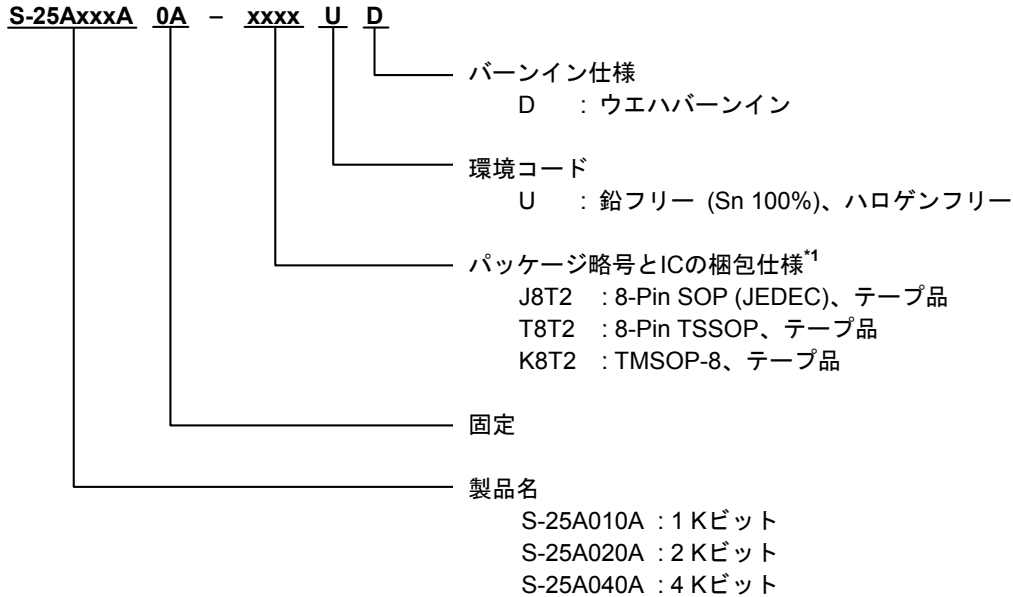 S-25AxxxA 0A – xxxx U D
バーンイン仕様
D : ウエハバーンイン
環境コード
U : 鉛フリー (Sn 100%)、ハロゲンフリー
パッケージ略号とICの梱包仕様*1
J8T2 : 8-Pin SOP (JEDEC)、テープ品
T8T2 : 8-Pin TSSOP、テープ品
K8T2 : TMSOP-8、テープ品
固定
製品名
S-25A010A : 1 Kビット
S-25A020A : 2 Kビット
S-25A040A : 4 Kビット